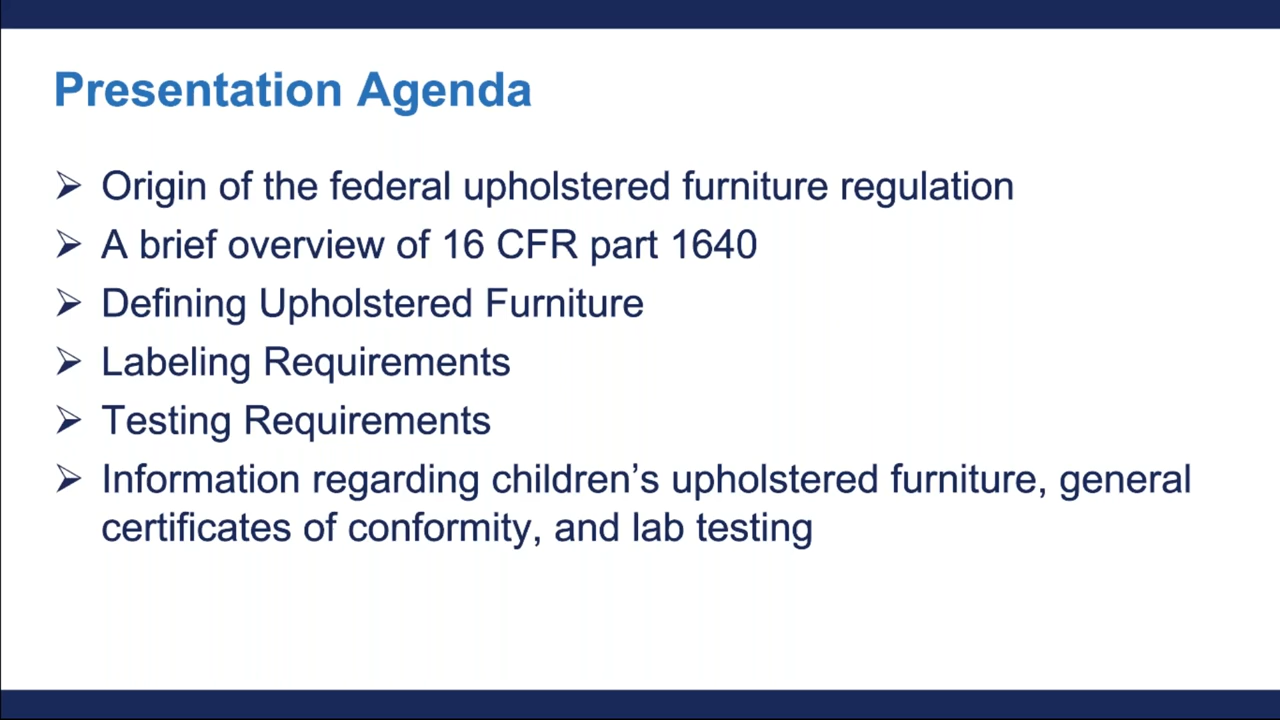 Presentation Agenda
➢ Origin of the federal upholstered furniture regulation
➢ A brief overview of 16 CFR part 1640
➢ Defining Upholstered Furniture
➢ Labeling Requirements
➢ Testing Requirements
➢ Information regarding children’s upholstered furniture, general
certificates of conformity, and lab testing